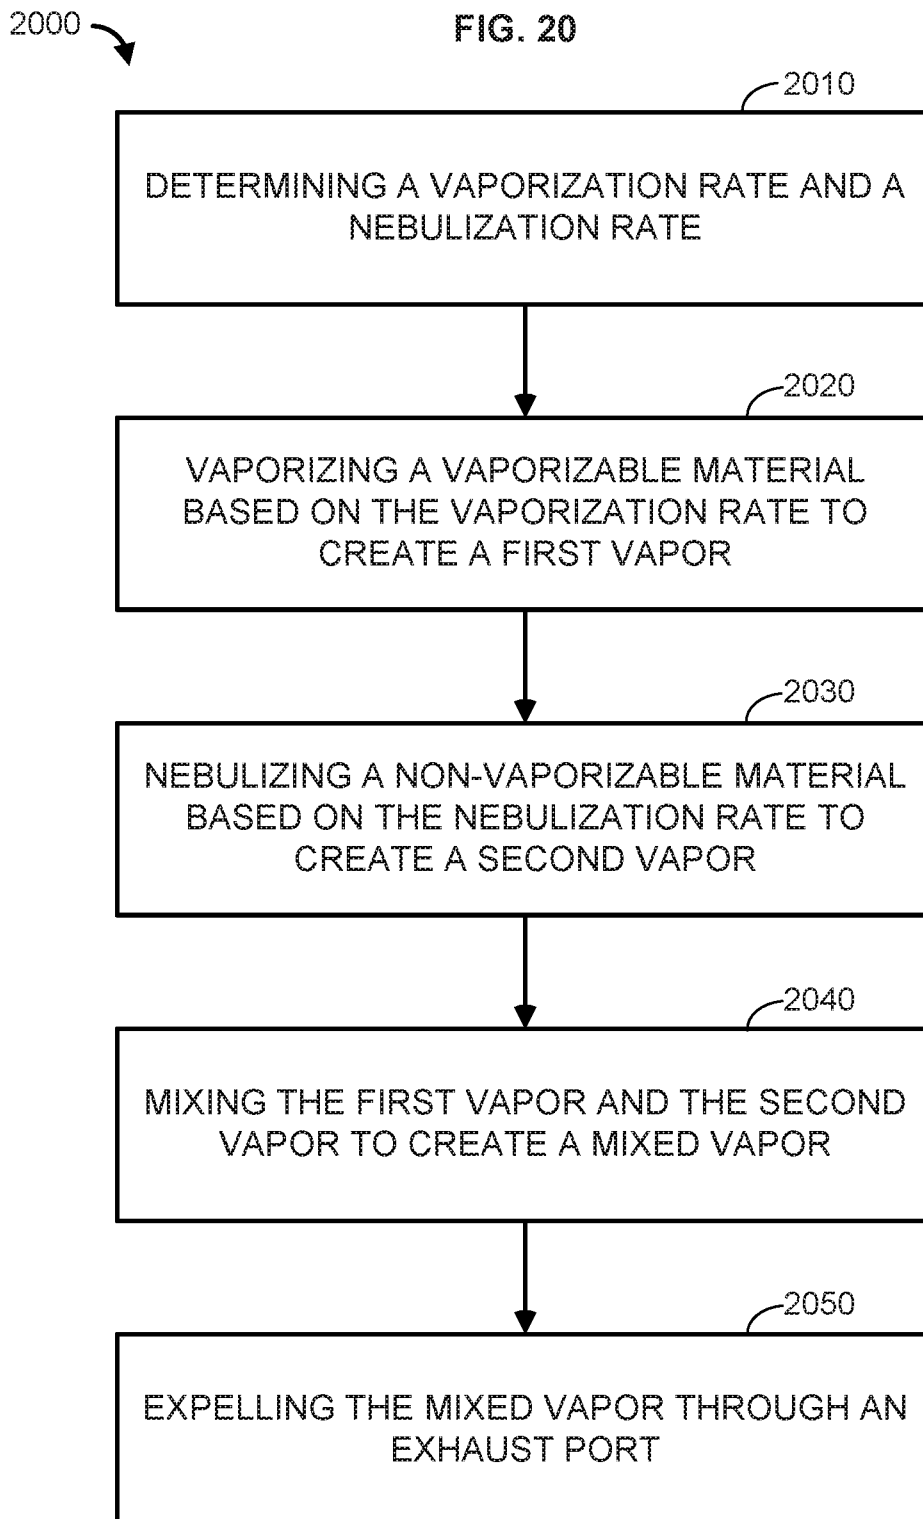 2000
FIG. 20
2010
DETERMINING A VAPORIZATION RATE AND A
NEBULIZATION RATE
2020
VAPORIZING A VAPORIZABLE MATERIAL
BASED ON THE VAPORIZATION RATE TO
CREATE A FIRST VAPOR
2030
NEBULIZING A NON-VAPORIZABLE MATERIAL
BASED ON THE NEBULIZATION RATE TO
CREATE A SECOND VAPOR
2040
MIXING THE FIRST VAPOR AND THE SECOND
VAPOR TO CREATE A MIXED VAPOR
2050
EXPELLING THE MIXED VAPOR THROUGH AN
EXHAUST PORT